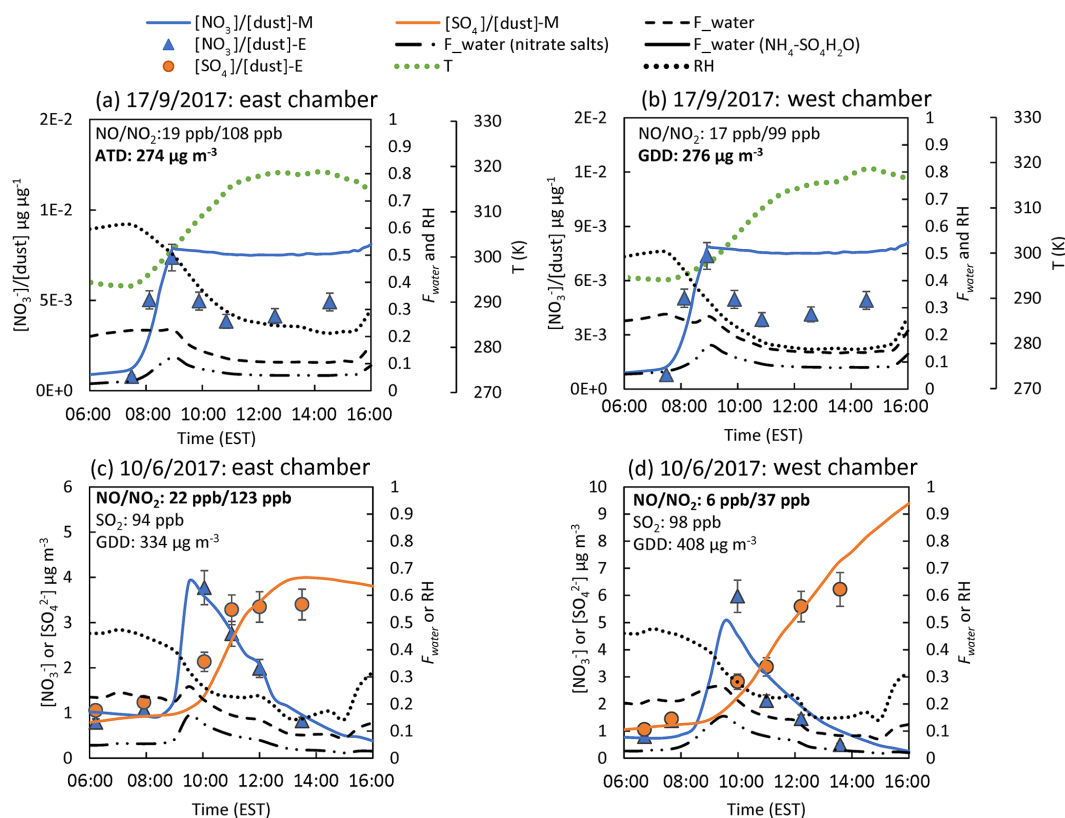 [NO₃]/[dust]-M [SO₄]/[dust]-M F_water
[NO₃]/[dust]-E F_water (nitrate salts) F_water (NH₄-SO₄H₂O)
[SO₄]/[dust]-E T RH
(a) 17/9/2017: east chamber
NO/NO₂:19 ppb/108 ppb
ATD: 274 µg m⁻³
2E-2
1E-2
1E-2
5E-3
0E+0
[NO₃⁻]/[dust] µg µg⁻¹
1
0.9
0.8
0.7
0.6
0.5
0.4
0.3
0.2
0.1
0
F_water and RH
330
320
310
300
290
280
270
T (K)
06:00 08:00 10:00 12:00 14:00 16:00
Time (EST)
(b) 17/9/2017: west chamber
NO/NO₂: 17 ppb/99 ppb
GDD: 276 µg m⁻³
2E-2
1E-2
9E-3
6E-3
3E-3
0E+0
[NO₃⁻]/[dust] µg µg⁻¹
1
0.9
0.8
0.7
0.6
0.5
0.4
0.3
0.2
0.1
0
F_water and RH
330
320
310
300
290
280
270
T (K)
06:00 08:00 10:00 12:00 14:00 16:00
Time (EST)
(c) 10/6/2017: east chamber
NO/NO₂: 22 ppb/123 ppb
SO₂: 94 ppb
GDD: 334 µg m⁻³
6
5
4
3
2
1
0
[NO₃⁻] or [SO₄²⁻] µg m⁻³
1
0.9
0.8
0.7
0.6
0.5
0.4
0.3
0.2
0.1
0
F_water or RH
06:00 08:00 10:00 12:00 14:00 16:00
Time (EST)
(d) 10/6/2017: west chamber
NO/NO₂: 6 ppb/37 ppb
SO₂: 98 ppb
GDD: 408 µg m⁻³
10
9
8
7
6
5
4
3
2
1
0
[NO₃⁻] or [SO₄²⁻] µg m⁻³
1
0.9
0.8
0.7
0.6
0.5
0.4
0.3
0.2
0.1
0
F_water or RH
06:00 08:00 10:00 12:00 14:00 16:00
Time (EST)